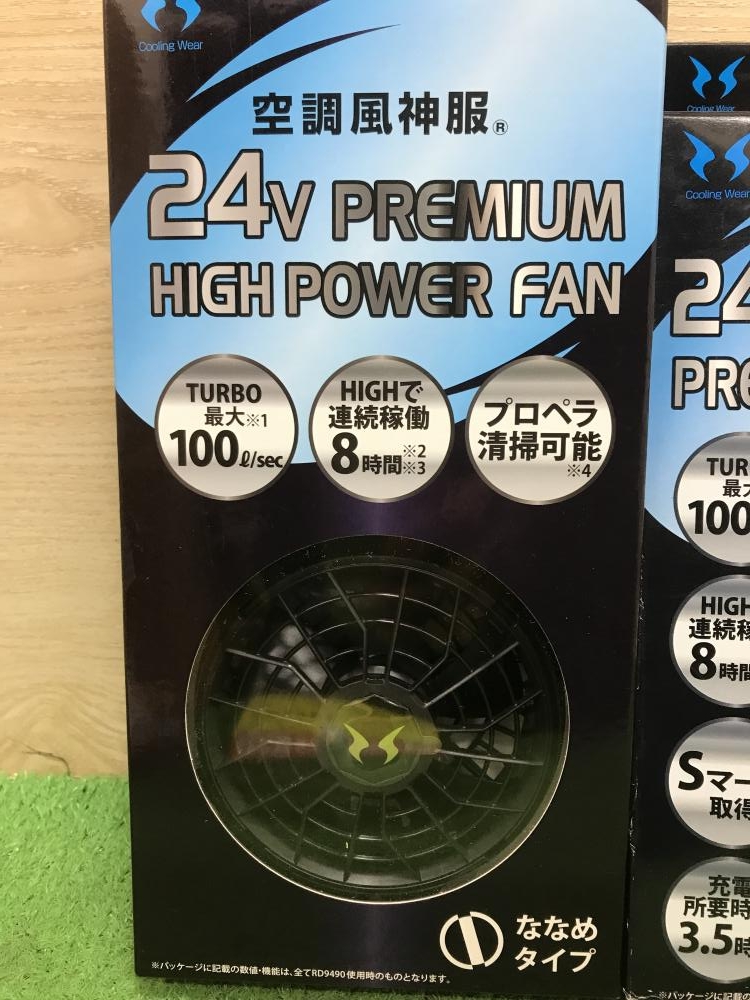 Cooling Wear
空調風神服®
24V PREMIUM
HIGH POWER FAN
TURBO
最大※1
100ℓ/sec
HIGHで
連続稼働
8時間※2※3
プロペラ
清掃可能
※4
ななめ
タイプ
※パッケージに記載の数値・機能は、全てRD9490使用時のものとなります。
Cooling Wear
Cooling Wear
24
PRE
TUR
最大
100
HIGH
連続稼
8時間
Sマー
取得
充電
所要時
3.5時
※パッケージに記載の